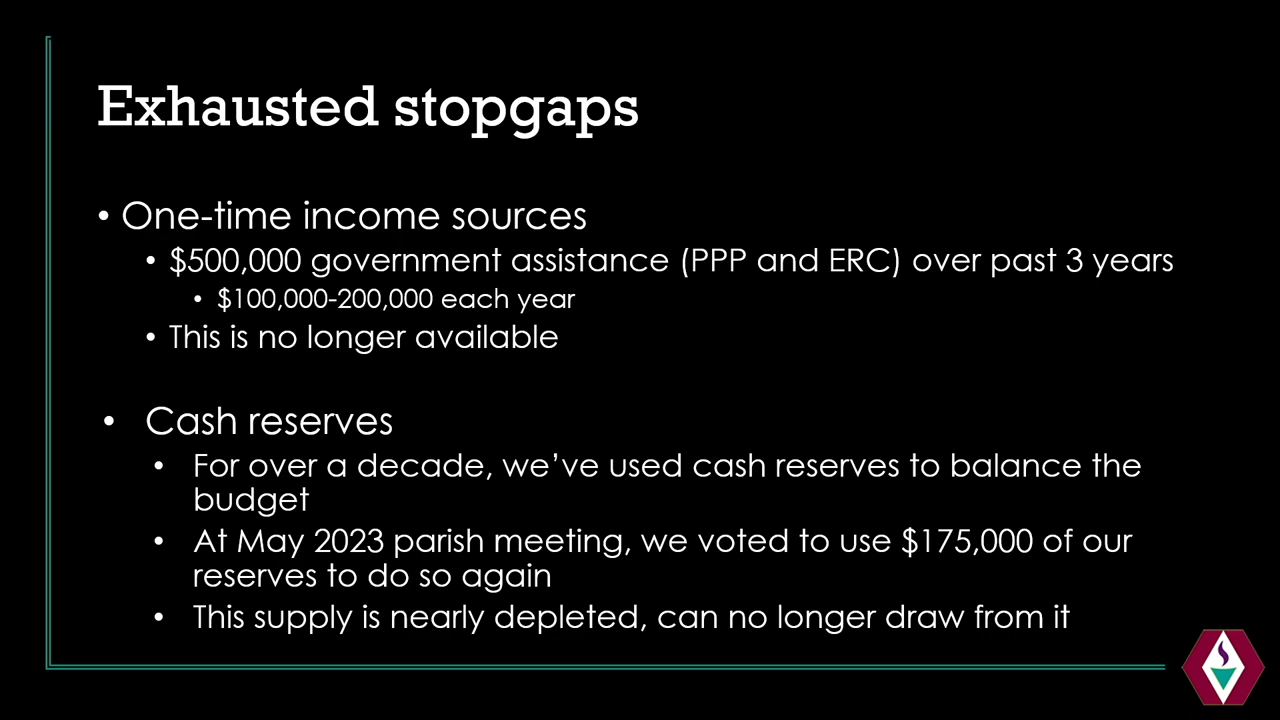 Exhausted stopgaps
• One-time income sources
• $500,000 government assistance (PPP and ERC) over past 3 years
• $100,000-200,000 each year
• This is no longer available
• Cash reserves
• For over a decade, we’ve used cash reserves to balance the
budget
• At May 2023 parish meeting, we voted to use $175,000 of our
reserves to do so again
• This supply is nearly depleted, can no longer draw from it